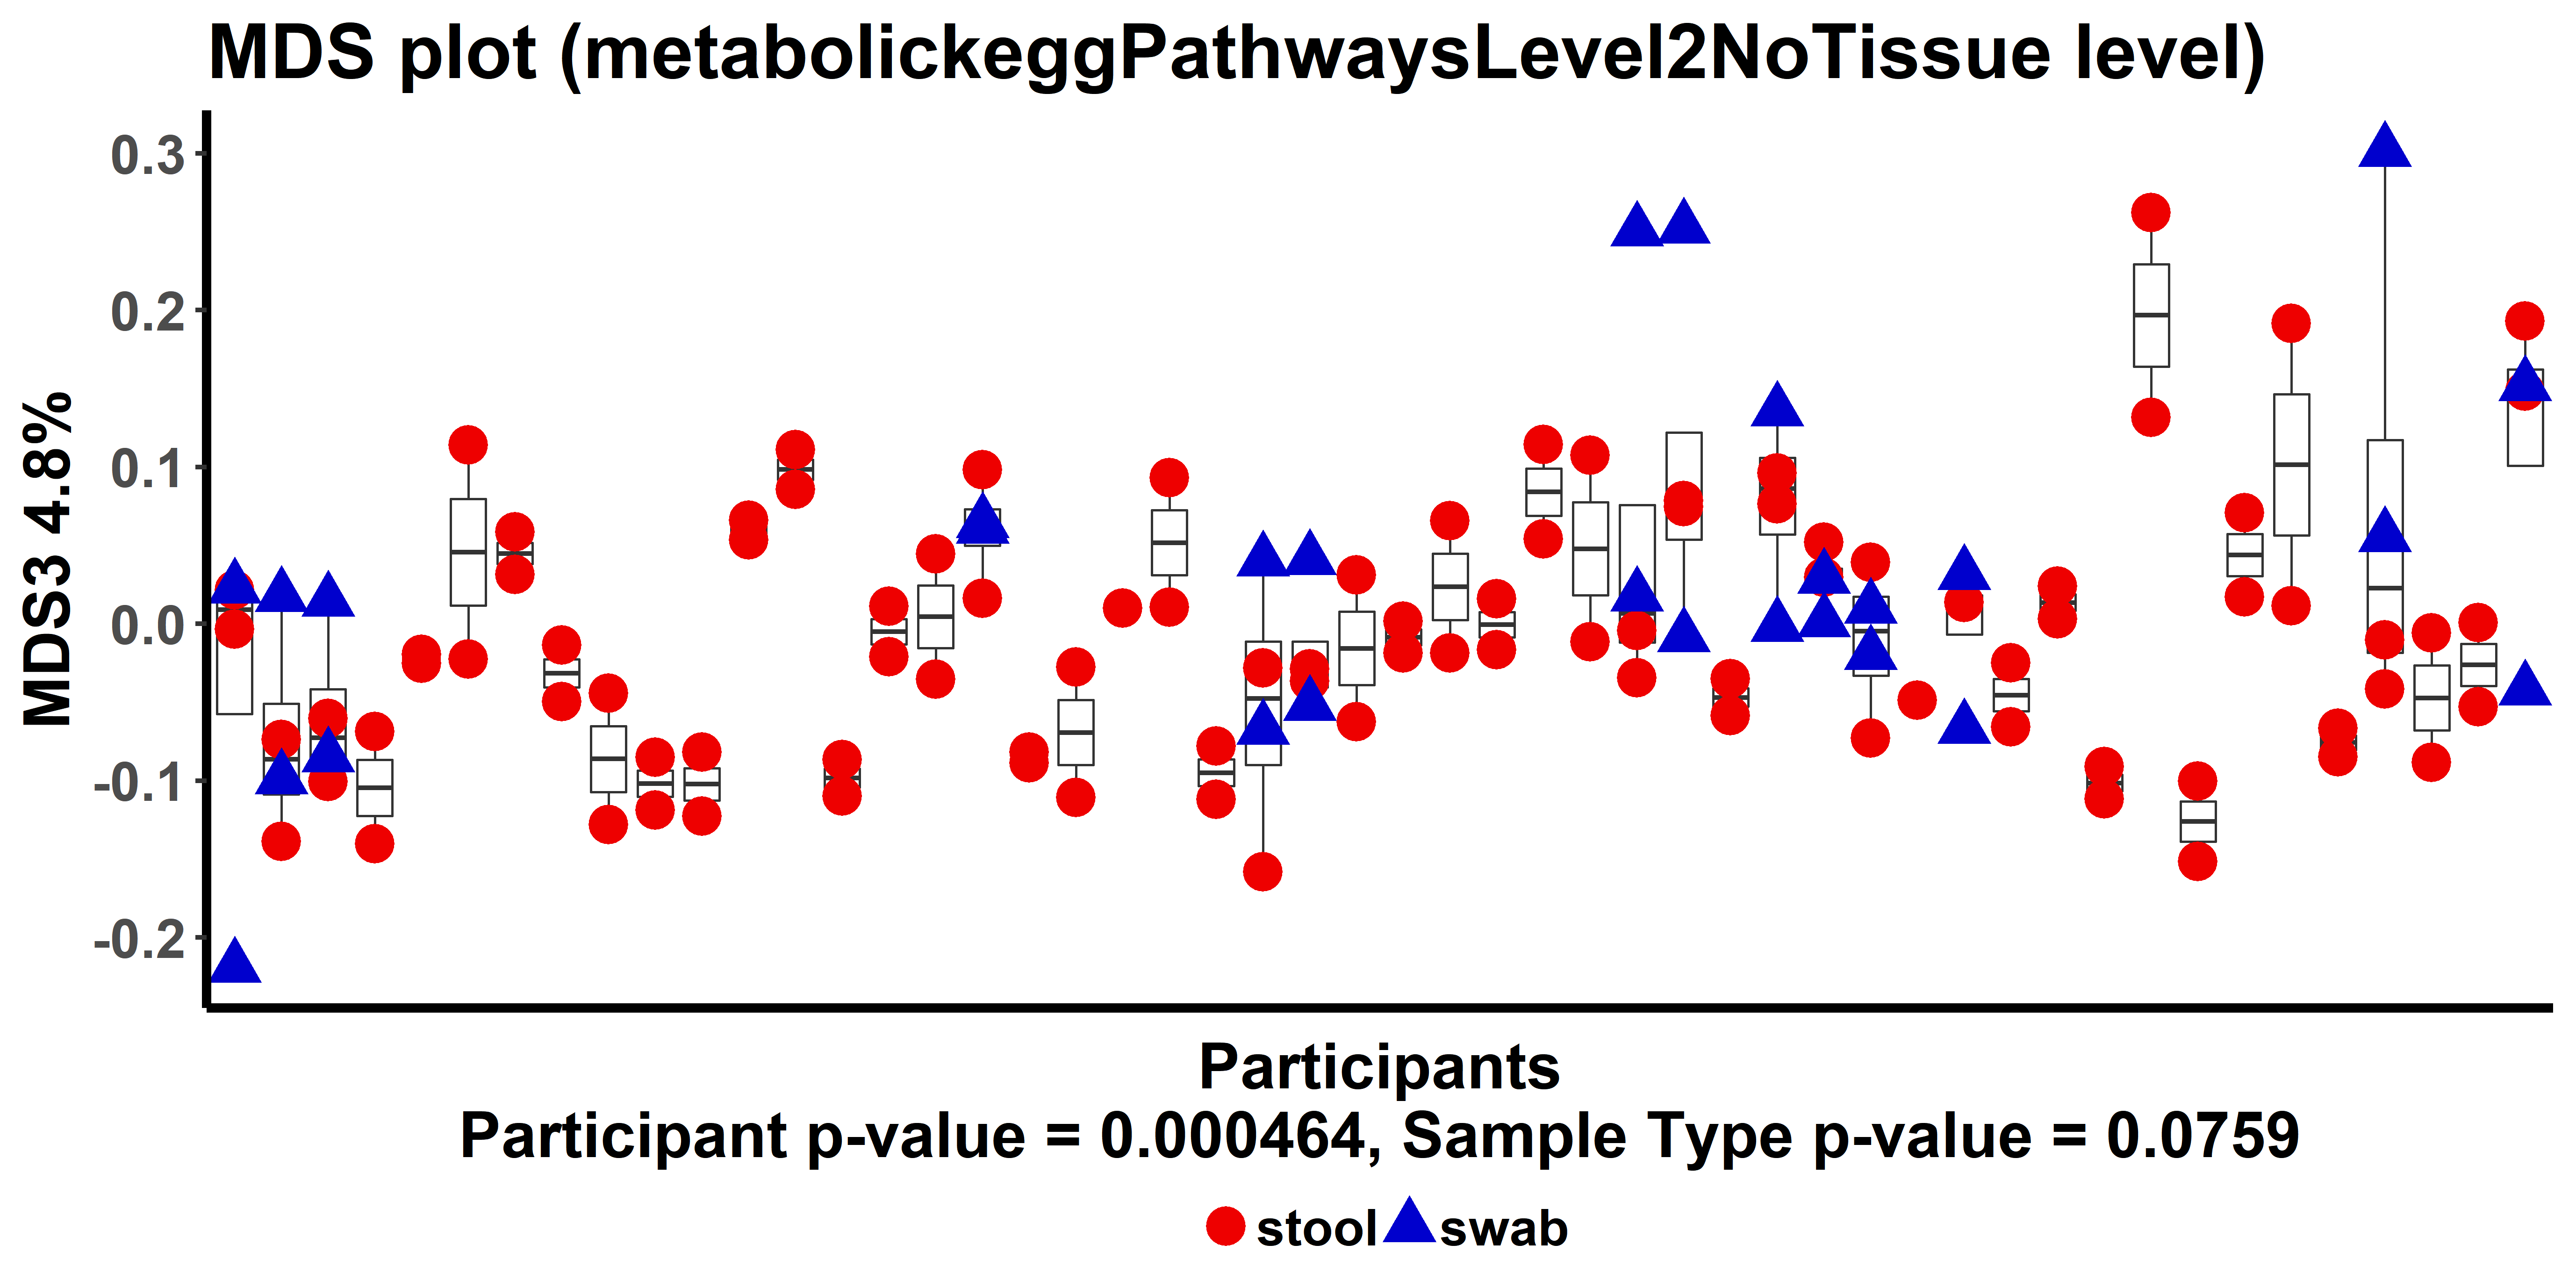 MDS plot (metabolickeggPathwaysLevel2NoTissue level)
MDS3 4.8%
0.3
0.2
0.1
0.0
-0.1
-0.2
Participants
Participant p-value = 0.000464, Sample Type p-value = 0.0759
stool swab